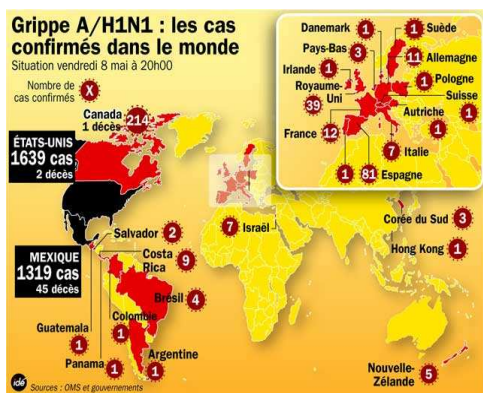 Grippe A/H1N1 : les cas
confirmés dans le monde
Situation vendredi 8 mai à 20h00
Nombre de
cas confirmés
X
Canada
1 décès
214
ÉTATS-UNIS
1639 cas
2 décès
MEXIQUE
1319 cas
45 décès
Salvador 2
Costa
Rica
9
Brésil 4
Colombie
1
Guatemala
1
Panama 1
Argentine
1
7 Israël
Corée du Sud 3
Hong Kong 1
Nouvelle-
Zélande
5
Danemark 1
1 Suède
Pays-Bas 3
11 Allemagne
Irlande 1
1 Pologne
Royaume-
Uni
39
Suisse
1
Autriche
1
France 12
7 Italie
1
81 Espagne
idé
Sources : OMS et gouvernements